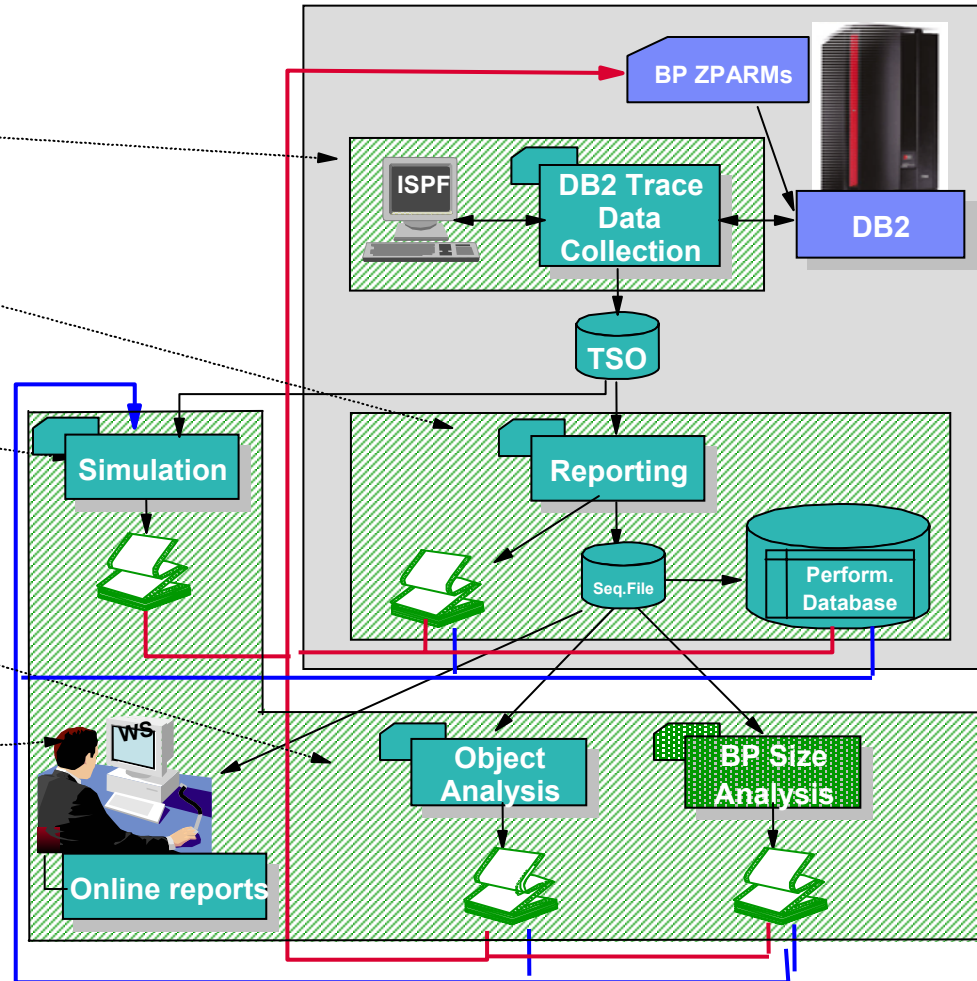 BP ZPARMs
ISPF
DB2 Trace
Data
Collection
DB2
TSO
Simulation
Reporting
Seq.File
Perform.
Database
WS
Object
Analysis
BP Size
Analysis
Online reports